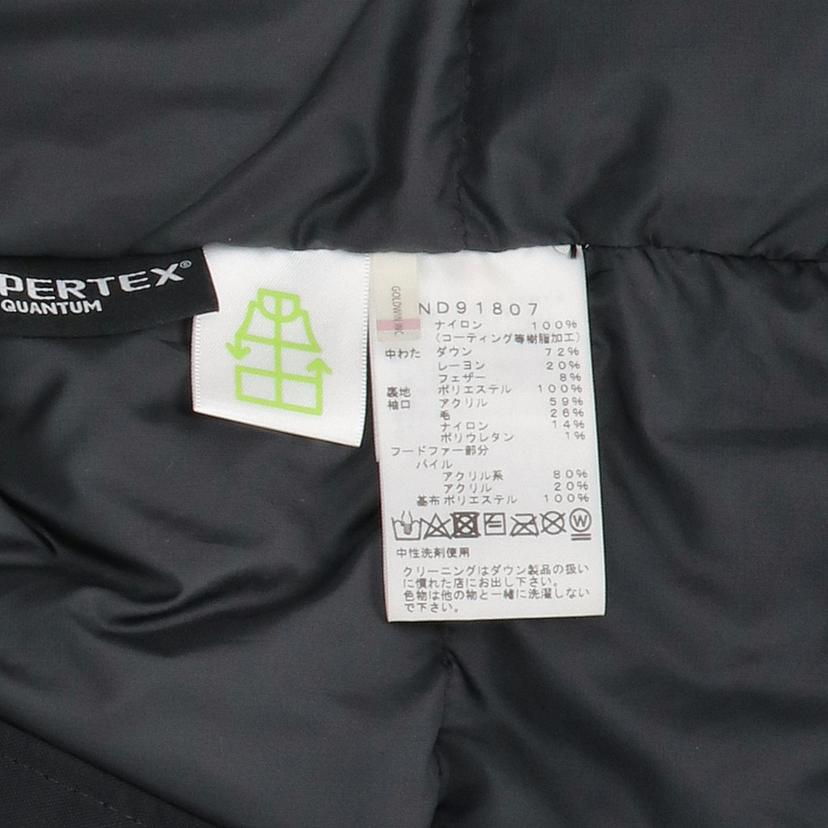 PERTEX®
QUANTUM
GOLDWIN INC.
ND91807
ナイロン 100%
(コーティング等樹脂加工)
中わた ダウン 72%
レーヨン 20%
フェザー 8%
裏地 ポリエステル 100%
袖口 アクリル 59%
毛 26%
ナイロン 14%
ポリウレタン 1%
フードファー部分
パイル
アクリル系 80%
アクリル 20%
基布 ポリエステル 100%
W
中性洗剤使用
クリーニングはダウン製品の扱い
に慣れた店にお出し下さい。
色物は他の物と一緒に洗濯しない
で下さい。